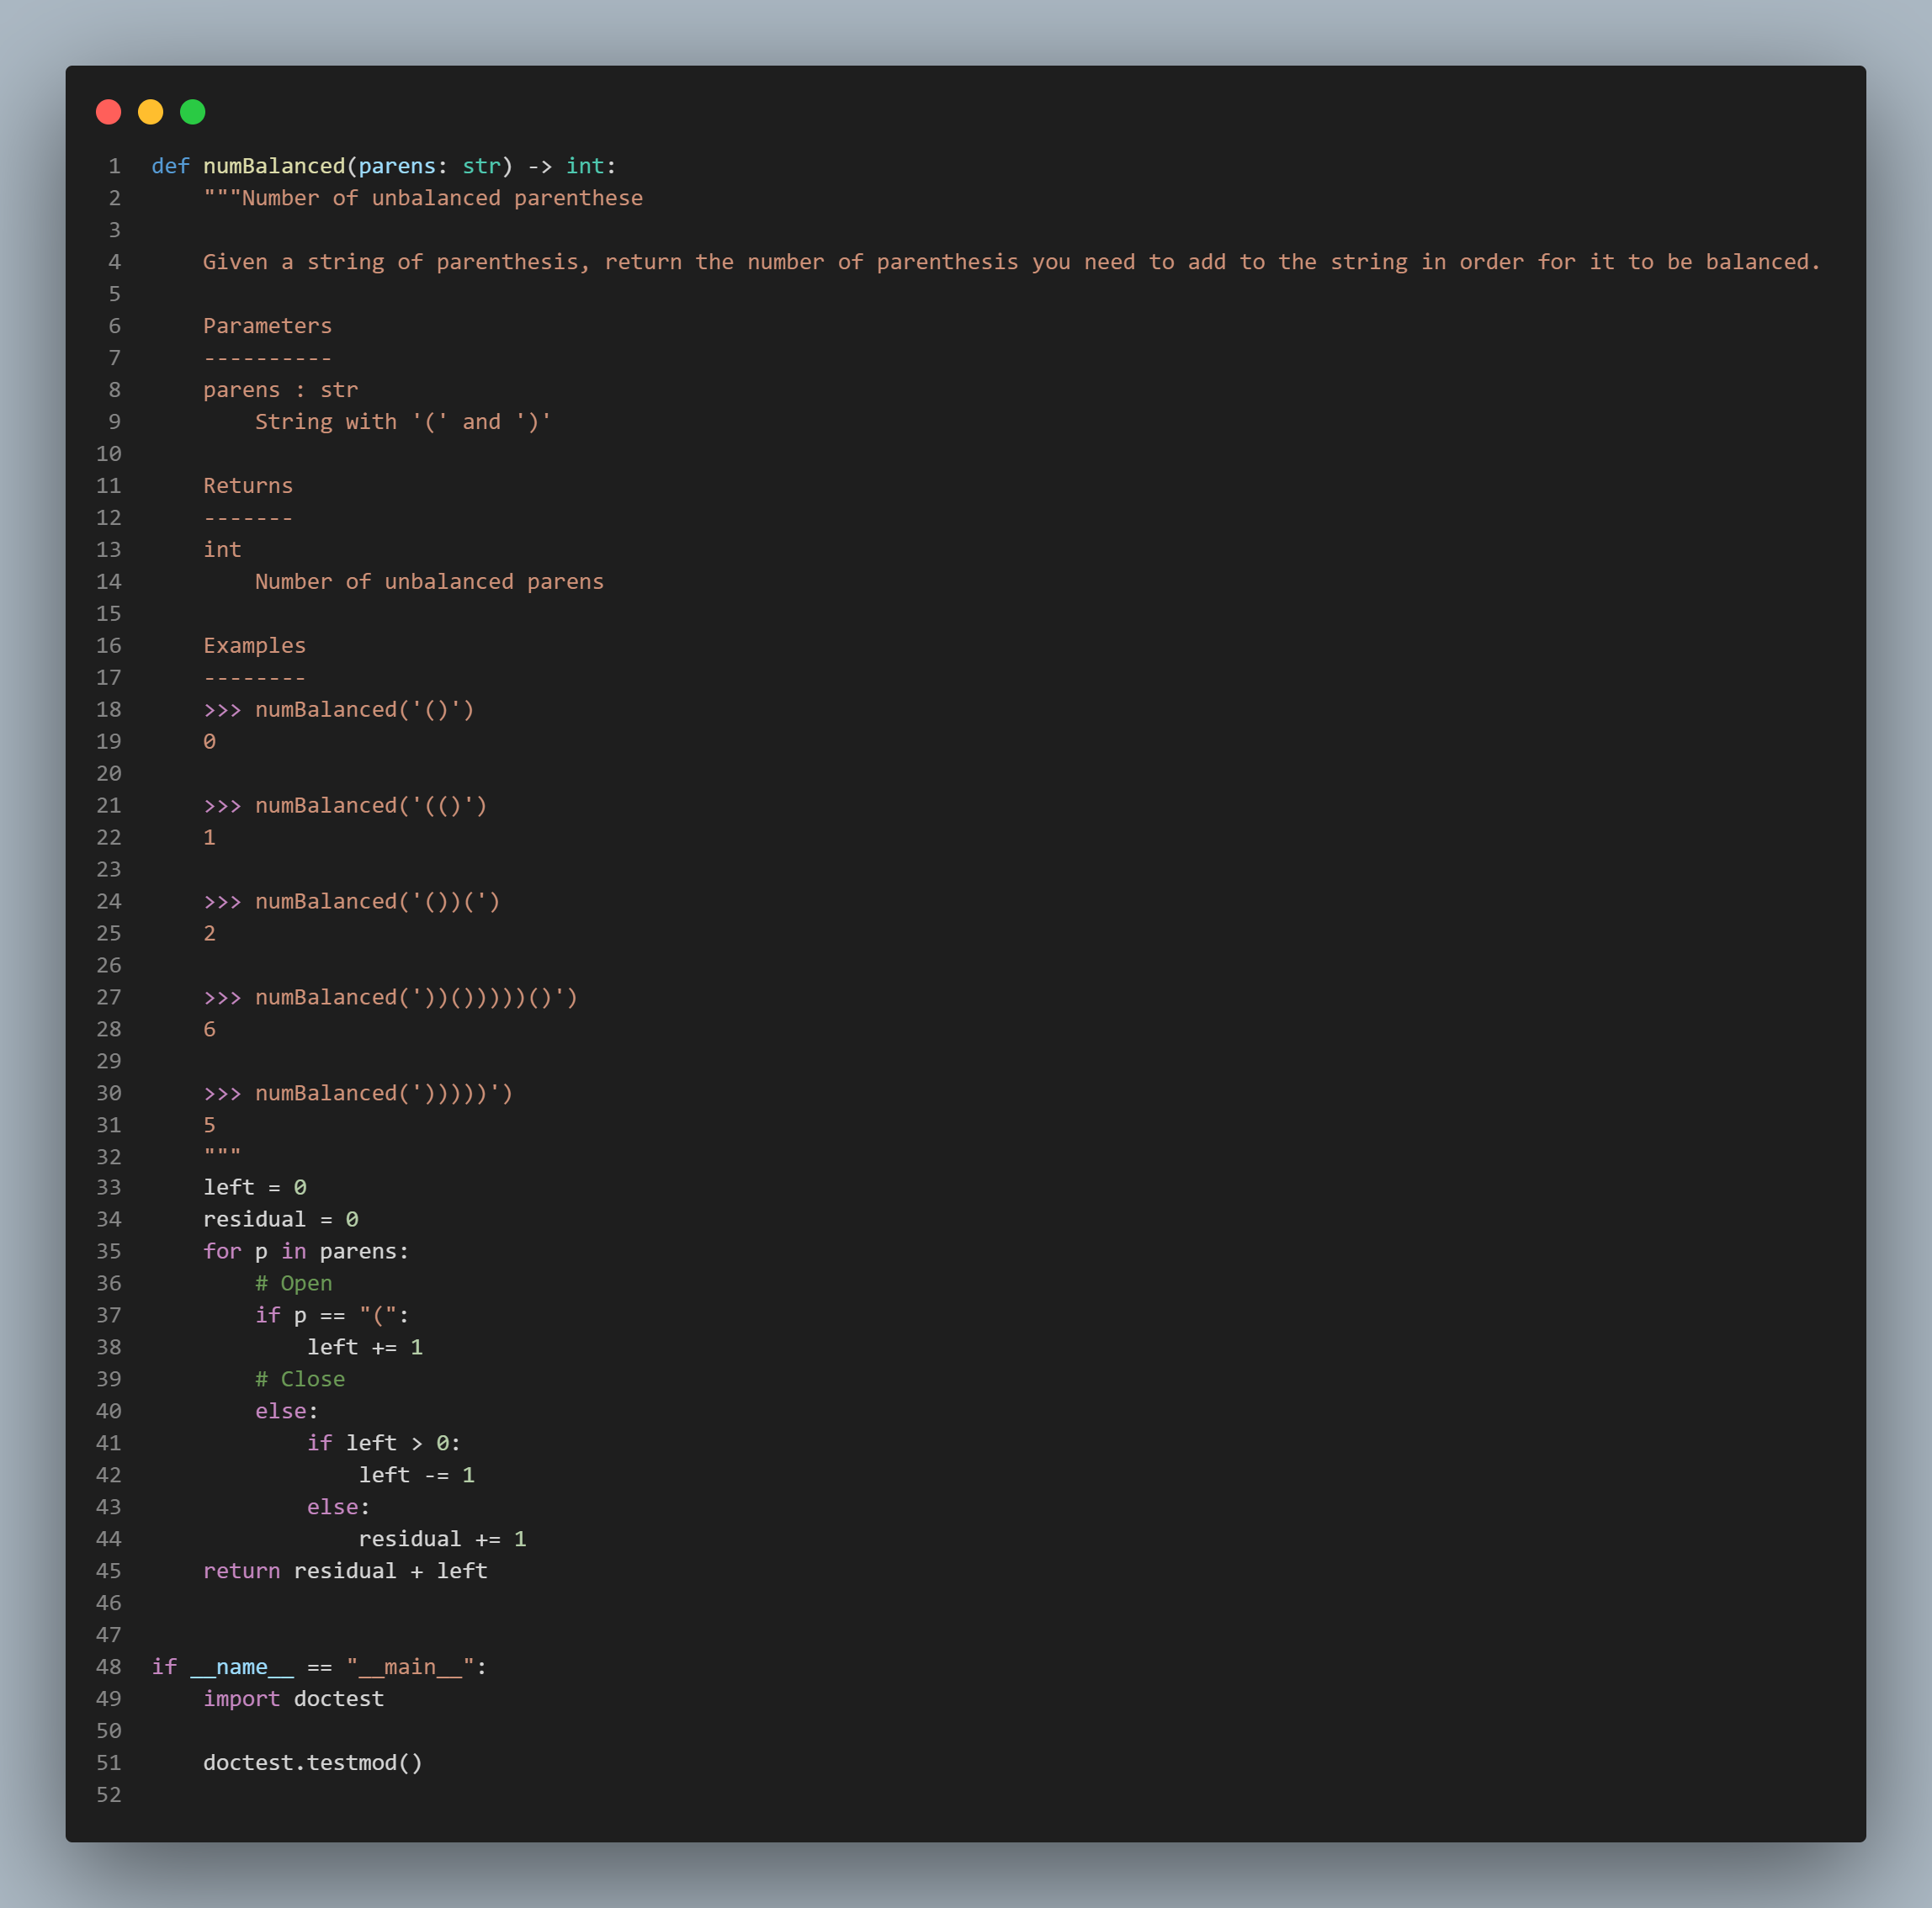 1 def numBalanced(parens: str) -> int:
2     """Number of unbalanced parenthese
3
4     Given a string of parenthesis, return the number of parenthesis you need to add to the string in order for it to be balanced.
5
6     Parameters
7     ----------
8     parens : str
9         String with '(' and ')'
10
11     Returns
12     -------
13     int
14         Number of unbalanced parens
15
16     Examples
17     --------
18     >>> numBalanced('()')
19     0
20
21     >>> numBalanced('(()')
22     1
23
24     >>> numBalanced('())(')
25     2
26
27     >>> numBalanced('))()))))()')
28     6
29
30     >>> numBalanced(')))))')
31     5
32     """
33     left = 0
34     residual = 0
35     for p in parens:
36         # Open
37         if p == "(":
38             left += 1
39         # Close
40         else:
41             if left > 0:
42                 left -= 1
43             else:
44                 residual += 1
45     return residual + left
46
47
48 if __name__ == "__main__":
49     import doctest
50
51     doctest.testmod()
52